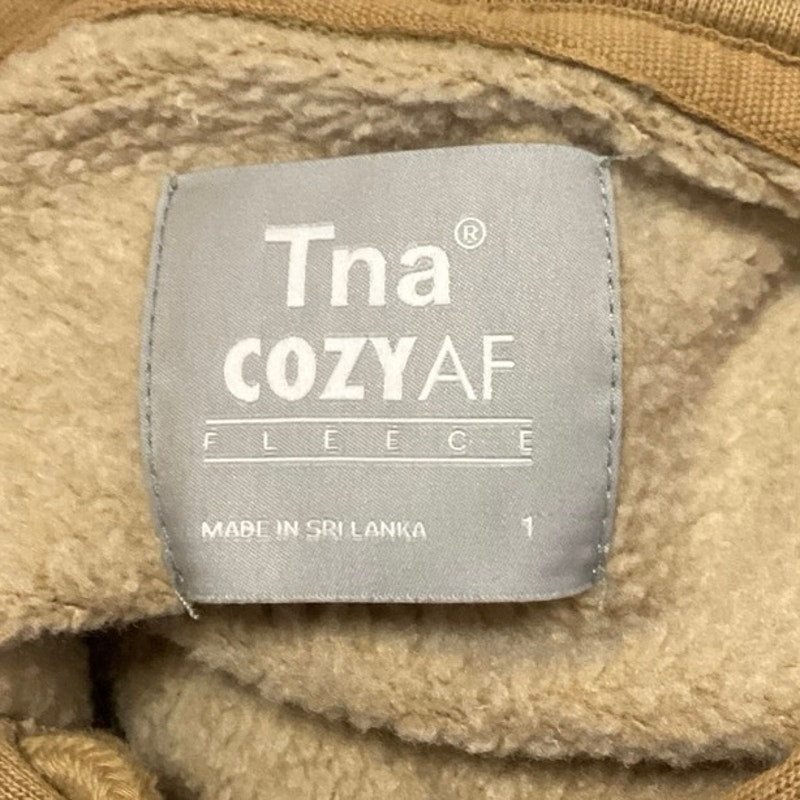 Tna®
COZYAF
FLEECE
MADE IN SRI LANKA 1